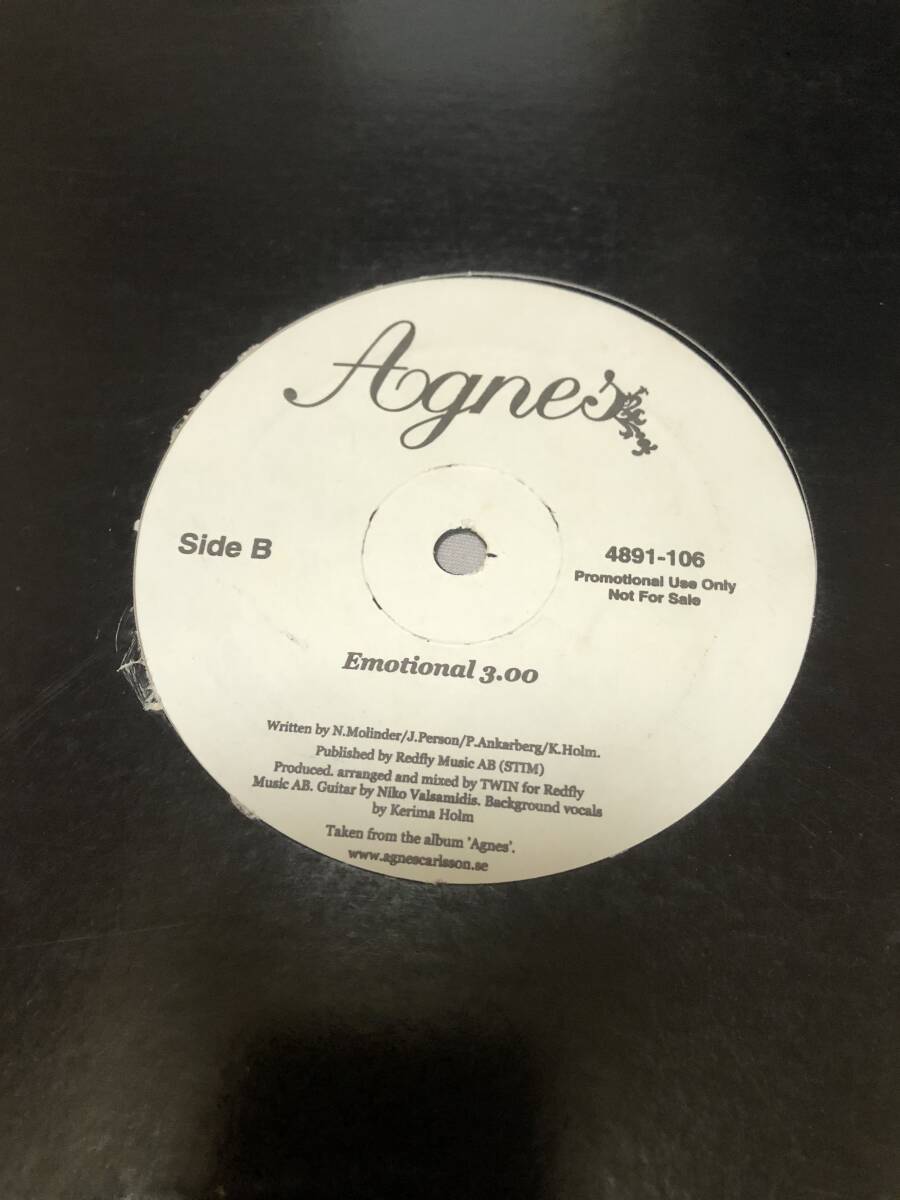 Agnes
Side B
4891-106
Promotional Use Only
Not For Sale
Emotional 3.00
Written by N.Molinder/J.Person/P.Ankarberg/K.Holm.
Published by Redfly Music AB (STIM)
Produced. arranged and mixed by TWIN for Redfly
Music AB. Guitar by Niko Valsamidis. Background vocals
by Kerima Holm
Taken from the album 'Agnes'.
www.agnescarlsson.se